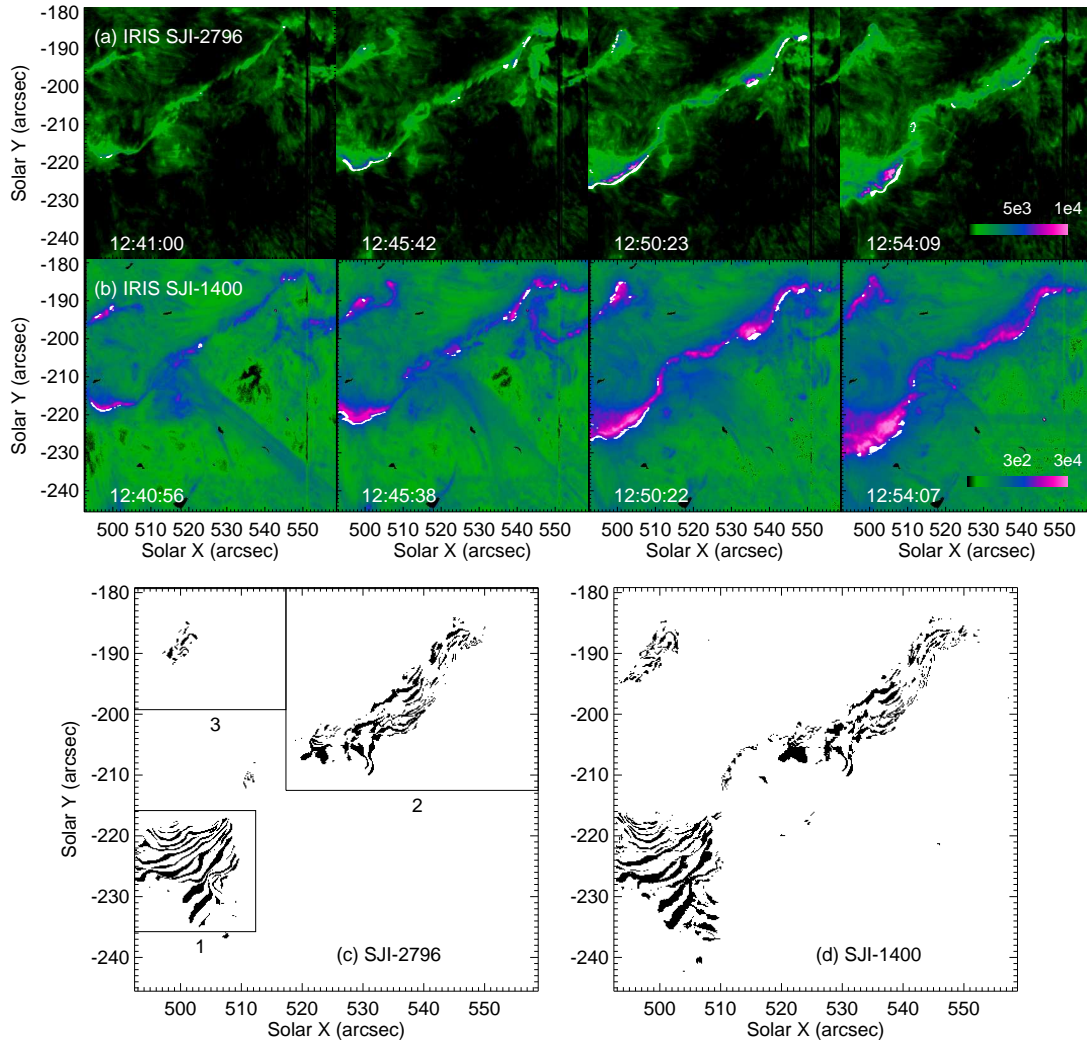 (a) IRIS SJI-2796
-180
-190
-200
-210
-220
-230
-240
Solar Y (arcsec)
12:41:00
12:45:42
12:50:23
12:54:09
5e3 1e4
(b) IRIS SJI-1400
-180
-190
-200
-210
-220
-230
-240
Solar Y (arcsec)
12:40:56
12:45:38
12:50:22
12:54:07
3e2 3e4
500 510 520 530 540 550
500 510 520 530 540 550
500 510 520 530 540 550
500 510 520 530 540 550
Solar X (arcsec)
Solar X (arcsec)
Solar X (arcsec)
Solar X (arcsec)
-180
-190
-200
-210
-220
-230
-240
Solar Y (arcsec)
3
2
1
(c) SJI-2796
500 510 520 530 540 550
Solar X (arcsec)
-180
-190
-200
-210
-220
-230
-240
(d) SJI-1400
500 510 520 530 540 550
Solar X (arcsec)